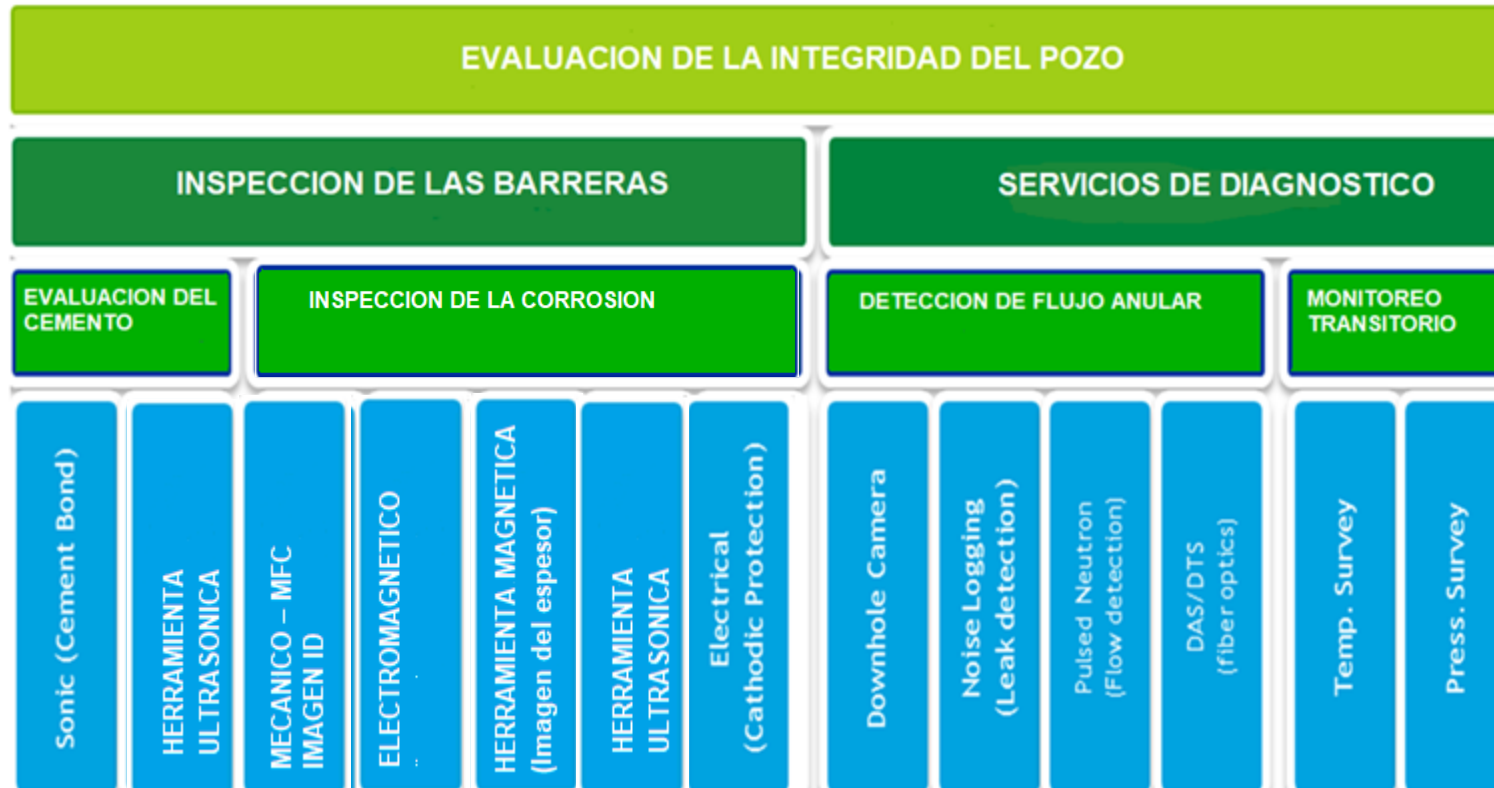 EVALUACION DE LA INTEGRIDAD DEL POZO
INSPECCION DE LAS BARRERAS
SERVICIOS DE DIAGNOSTICO
EVALUACION DEL
CEMENTO
INSPECCION DE LA CORROSION
DETECCION DE FLUJO ANULAR
MONITOREO
TRANSITORIO
Sonic (Cement Bond)
HERRAMIENTA
ULTRASONICA
MECANICO – MFC
IMAGEN ID
ELECTROMAGNETICO
HERRAMIENTA MAGNETICA
(Imagen del espesor)
HERRAMIENTA
ULTRASONICA
Electrical
(Cathodic Protection)
Downhole Camera
Noise Logging
(Leak detection)
Pulsed Neutron
(Flow detection)
DAS/DTS
(fiber optics)
Temp. Survey
Press. Survey